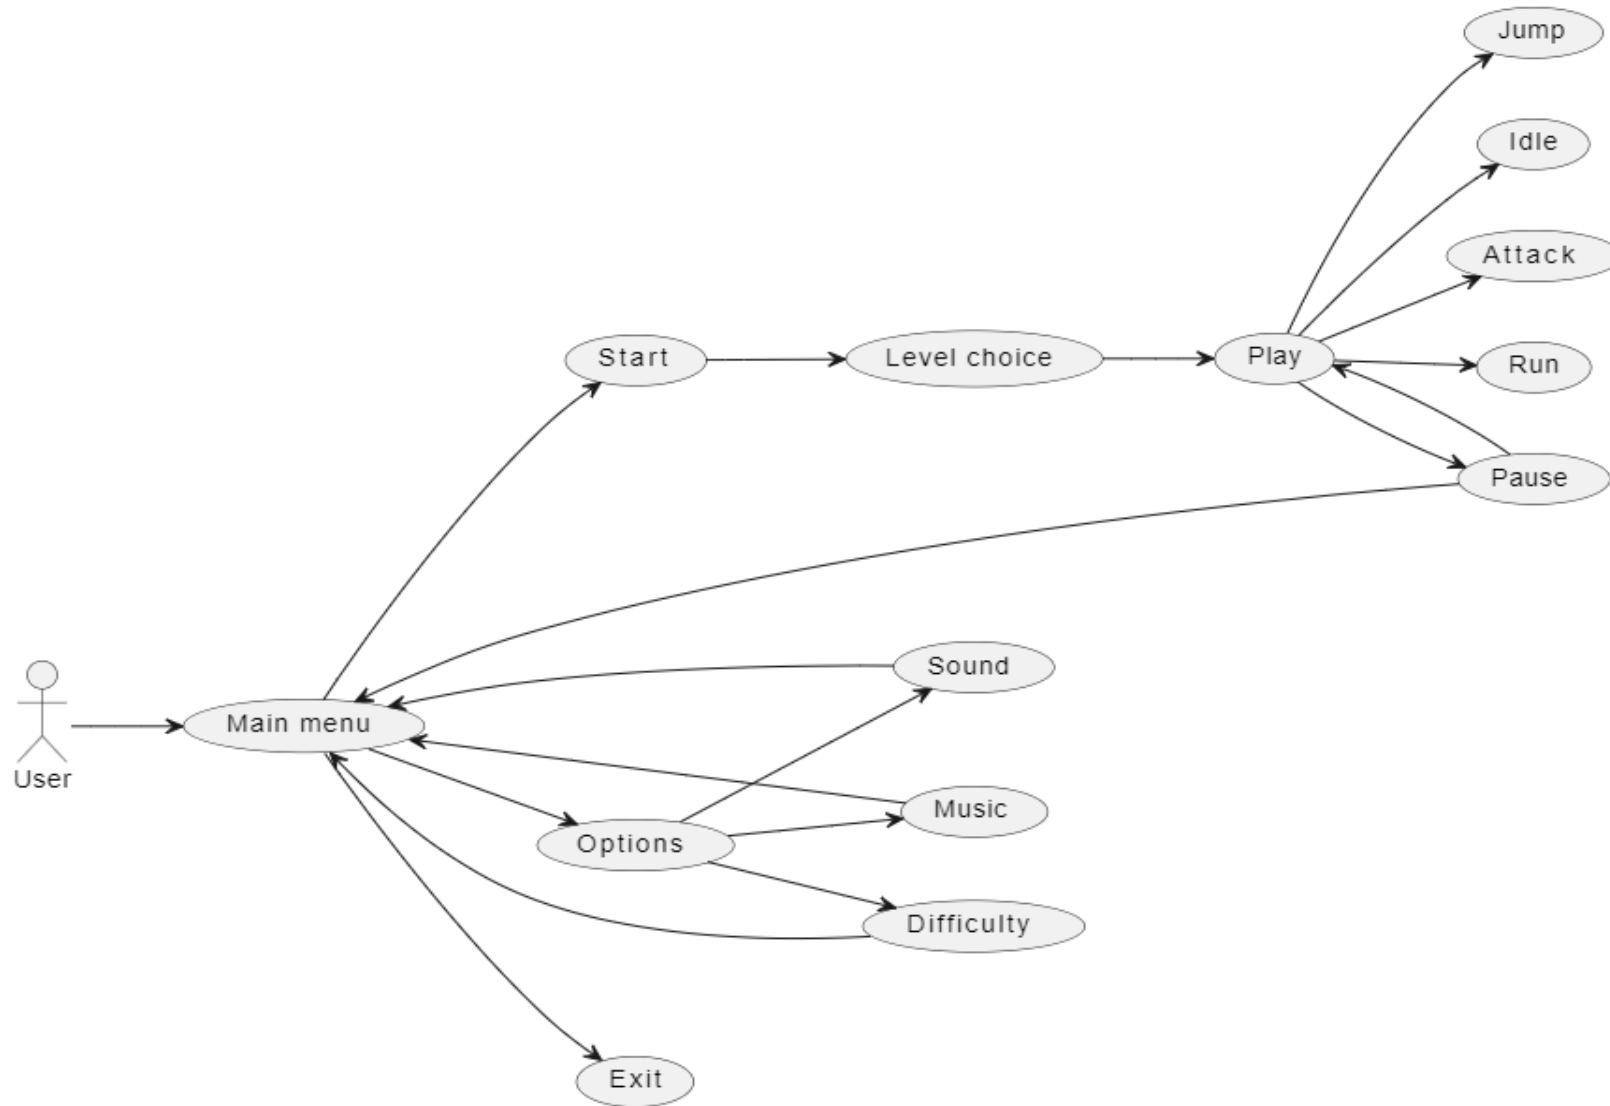 Jump
Idle
Attack
Start
Level choice
Play
Run
Pause
Sound
Main menu
User
Music
Options
Difficulty
Exit